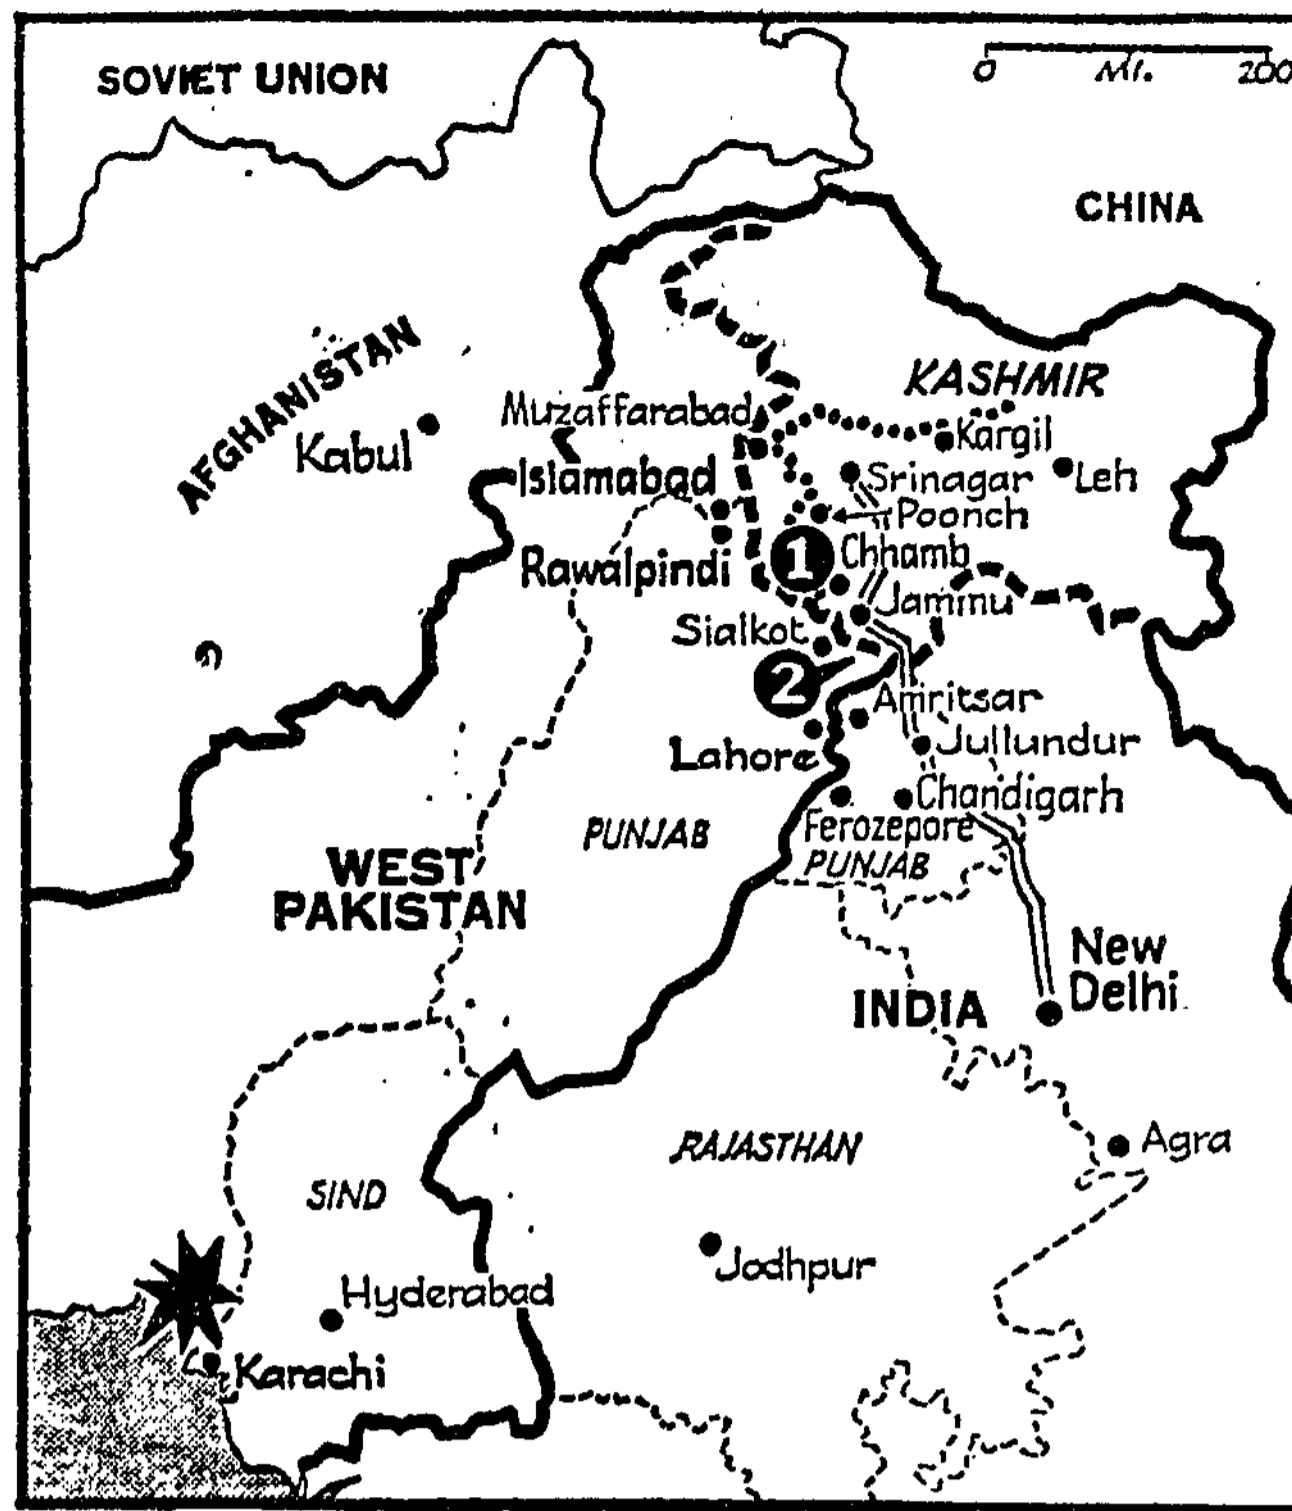 SOVIET UNION
0 MI. 200
CHINA
AFGHANISTAN
KASHMIR
Muzaffarabad
Kargil
Kabul
Islamabad
Srinagar
Leh
Poonch
1
Chhamb
Rawalpindi
Jammu
Sialkot
2
Amritsar
Lahore
Jullundur
Chandigarh
Ferozepore
PUNJAB
PUNJAB
WEST
PAKISTAN
New
Delhi
INDIA
Agra
RAJASTHAN
SIND
Jodhpur
Hyderabad
Karachi